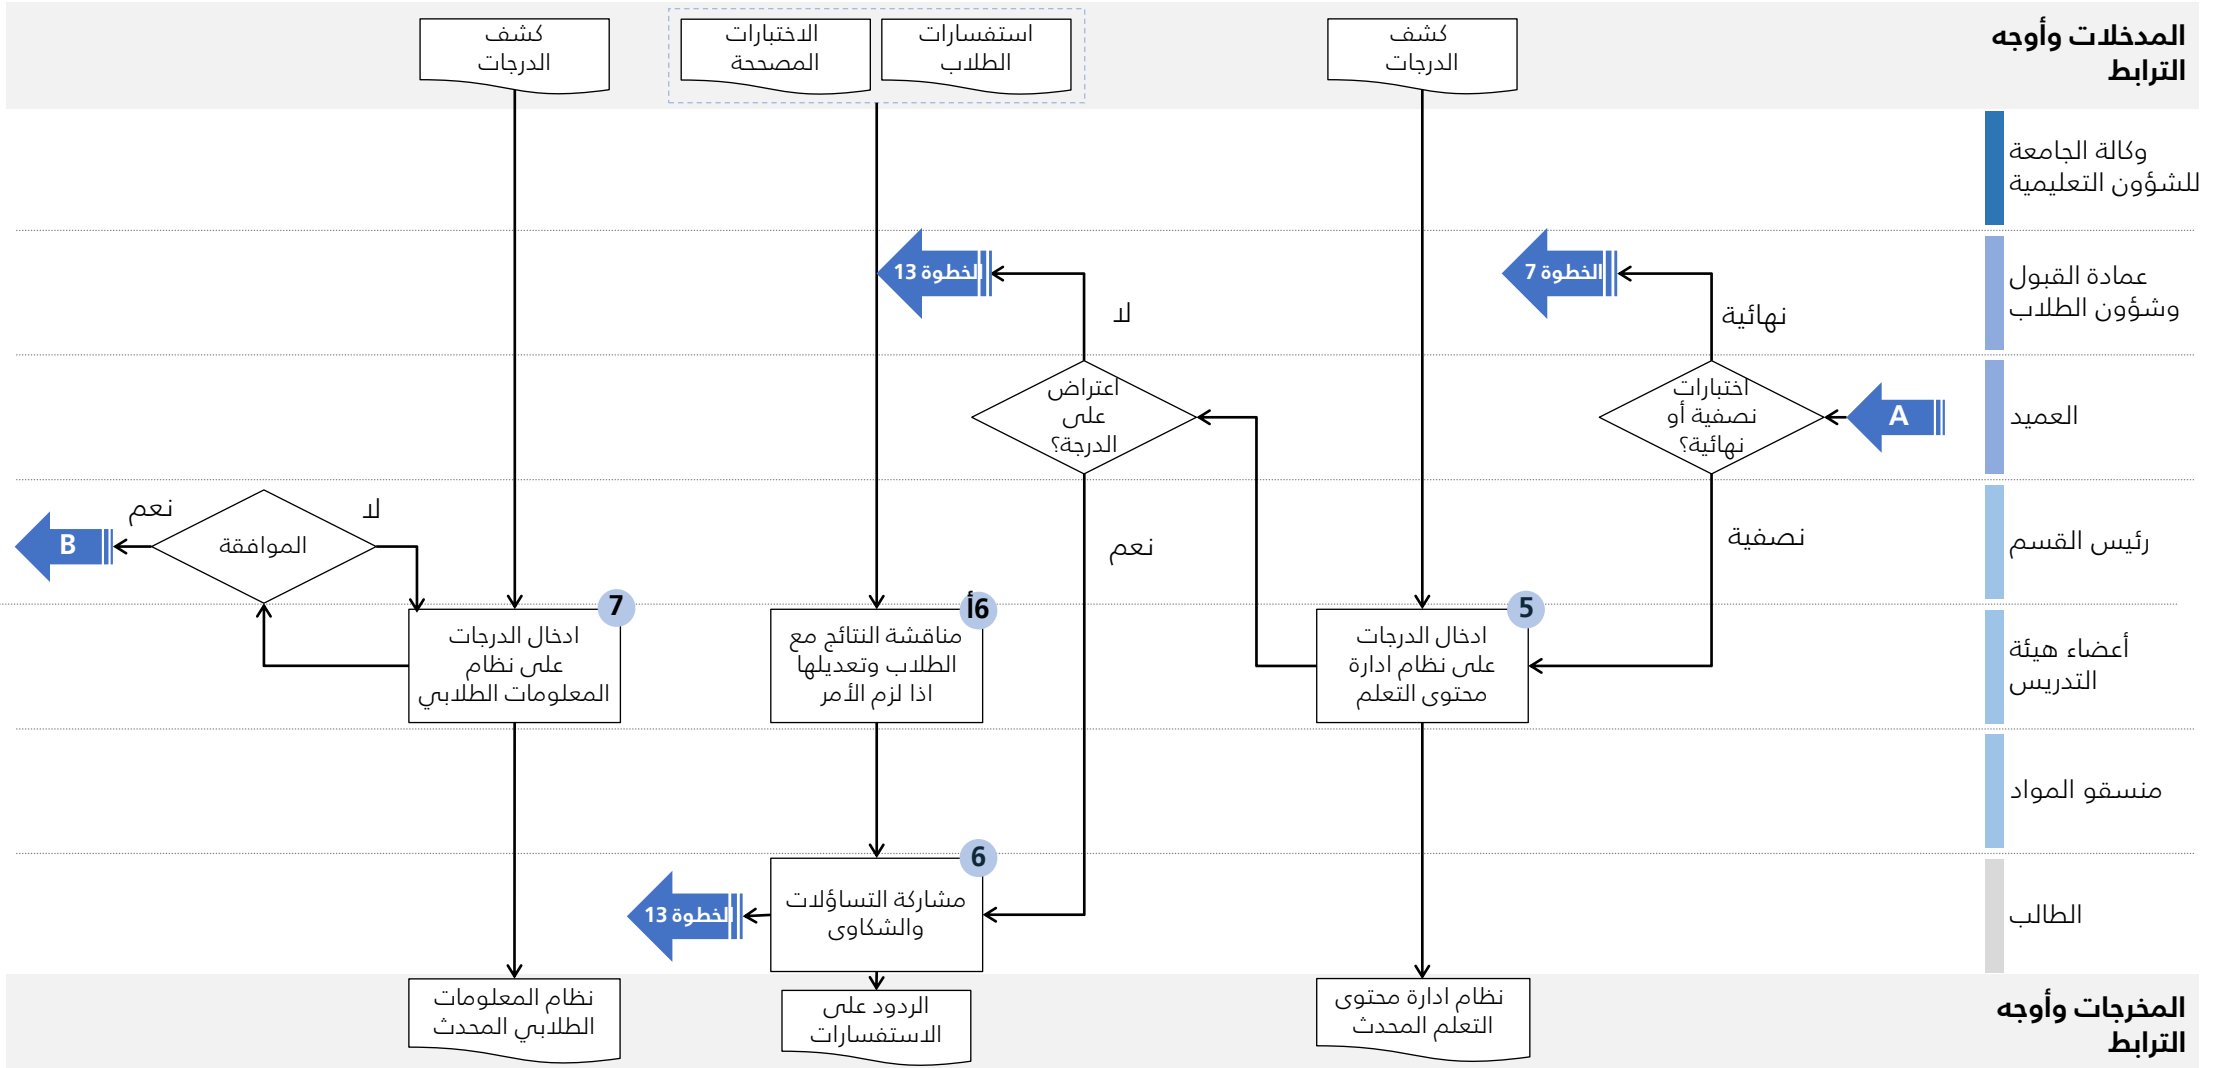 المدخلات وأوجه
الترابط
كشف
الدرجات
استفسارات
الطلاب
الاختبارات
المصححة
كشف
الدرجات
وكالة الجامعة
للشؤون التعليمية
عمادة القبول
وشؤون الطلاب
الخطوة 7
نهائية
الخطوة 13
لا
العميد
A
اختبارات
نصفية أو
نهائية؟
اعتراض
على
الدرجة؟
رئيس القسم
نصفية
نعم
لا
الموافقة
نعم
B
أعضاء هيئة
التدريس
5
ادخال الدرجات
على نظام ادارة
محتوى التعلم
6أ
مناقشة النتائج مع
الطلاب وتعديلها
اذا لزم الأمر
7
ادخال الدرجات
على نظام
المعلومات الطلابي
منسقو المواد
الطالب
6
مشاركة التساؤلات
والشكاوى
الخطوة 13
المخرجات وأوجه
الترابط
نظام ادارة محتوى
التعلم المحدث
الردود على
الاستفسارات
نظام المعلومات
الطلابي المحدث